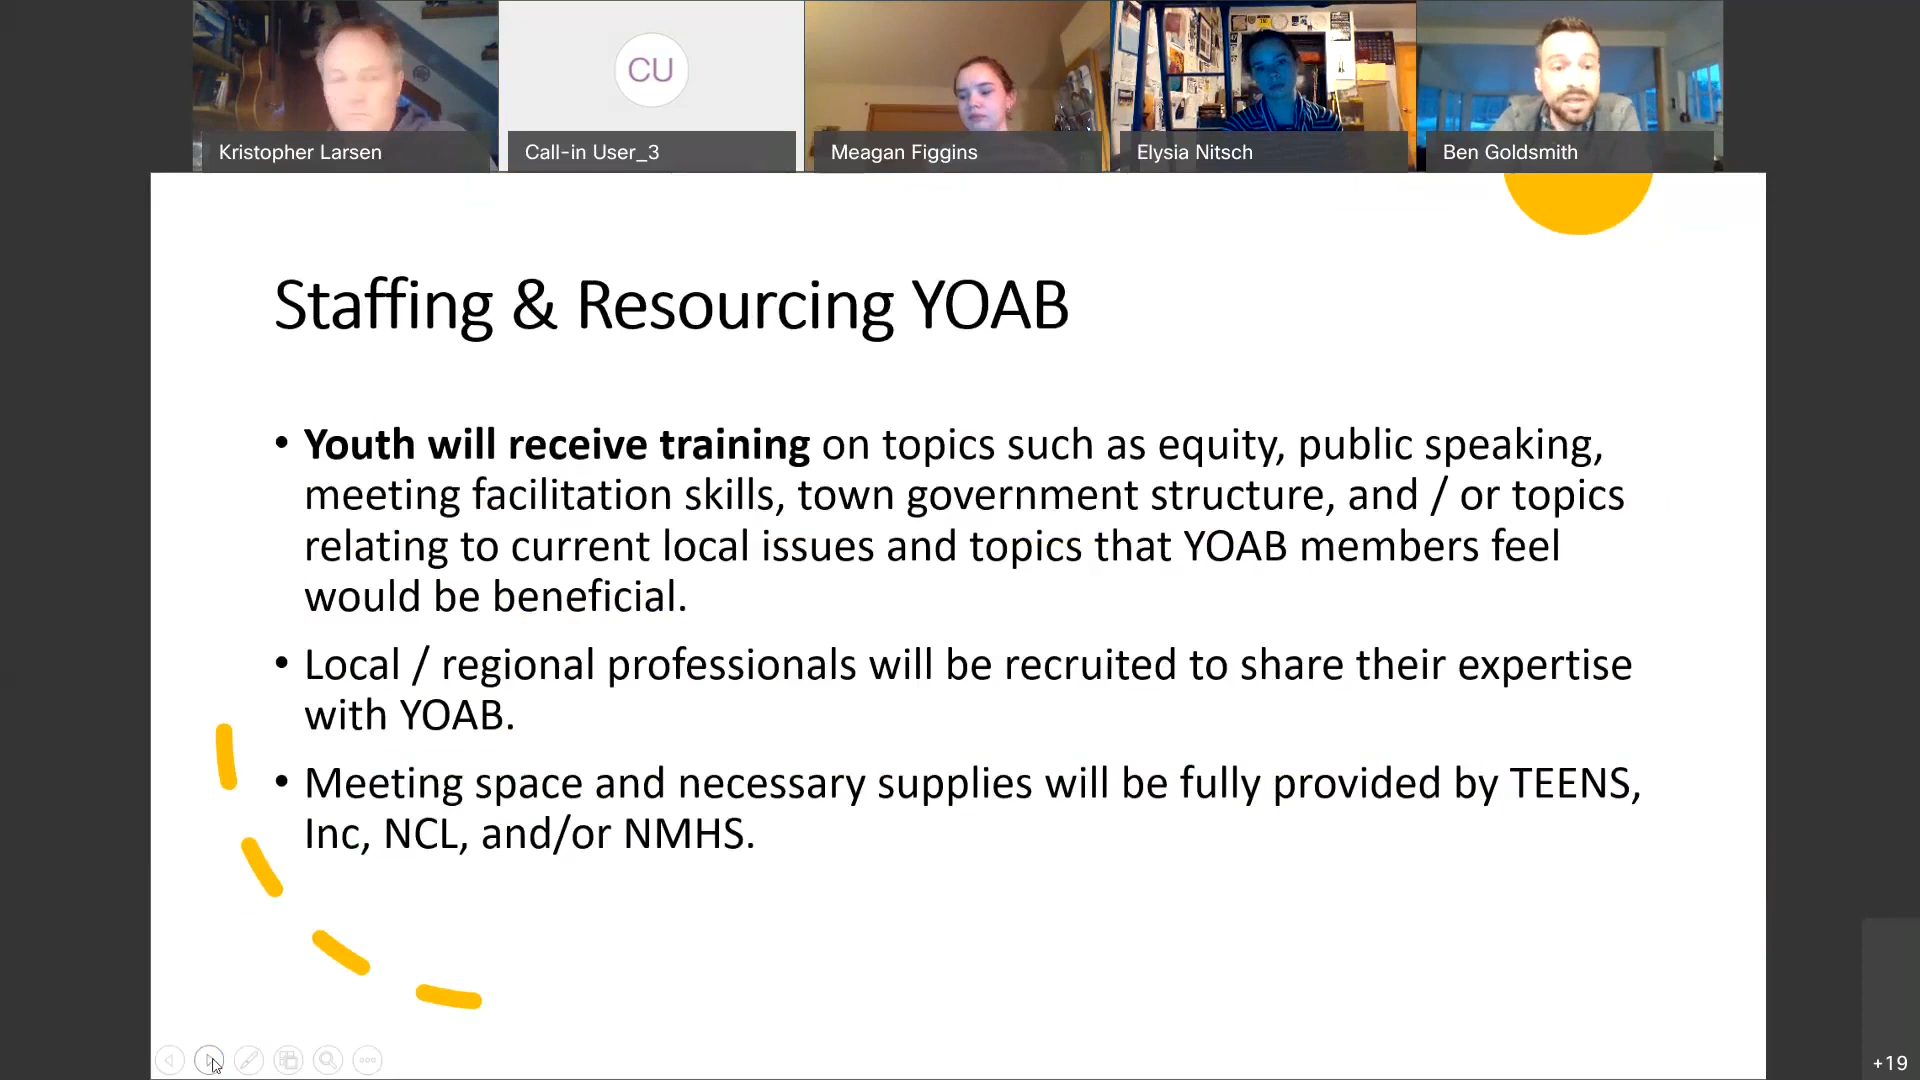 CU
Kristopher Larsen
Call-in User_3
Meagan Figgins
Elysia Nitsch
Ben Goldsmith
Staffing & Resourcing YOAB
• Youth will receive training on topics such as equity, public speaking,
meeting facilitation skills, town government structure, and / or topics
relating to current local issues and topics that YOAB members feel
would be beneficial.
• Local / regional professionals will be recruited to share their expertise
with YOAB.
• Meeting space and necessary supplies will be fully provided by TEENS,
Inc, NCL, and/or NMHS.
+19